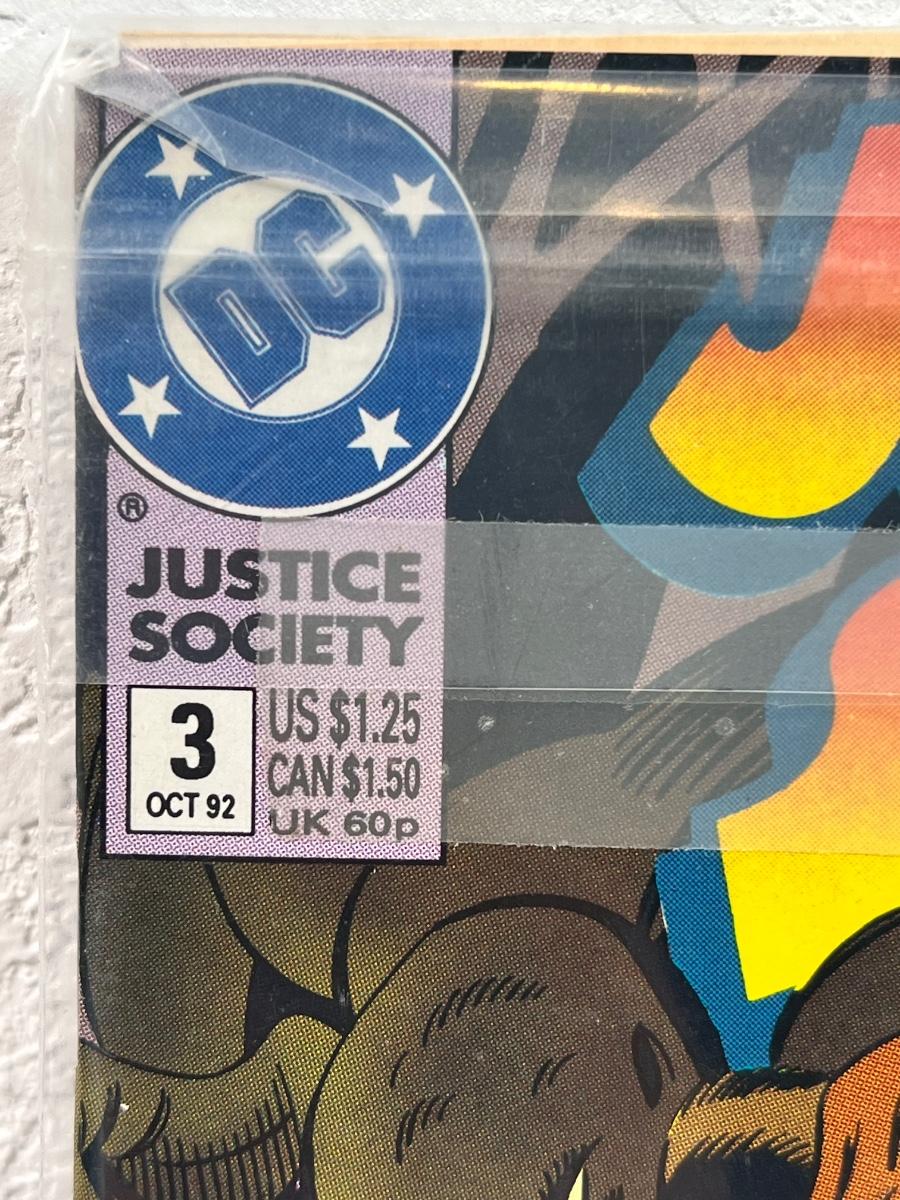 DC
®
JUSTICE
SOCIETY
3
OCT 92
US $1.25
CAN $1.50
UK 60p